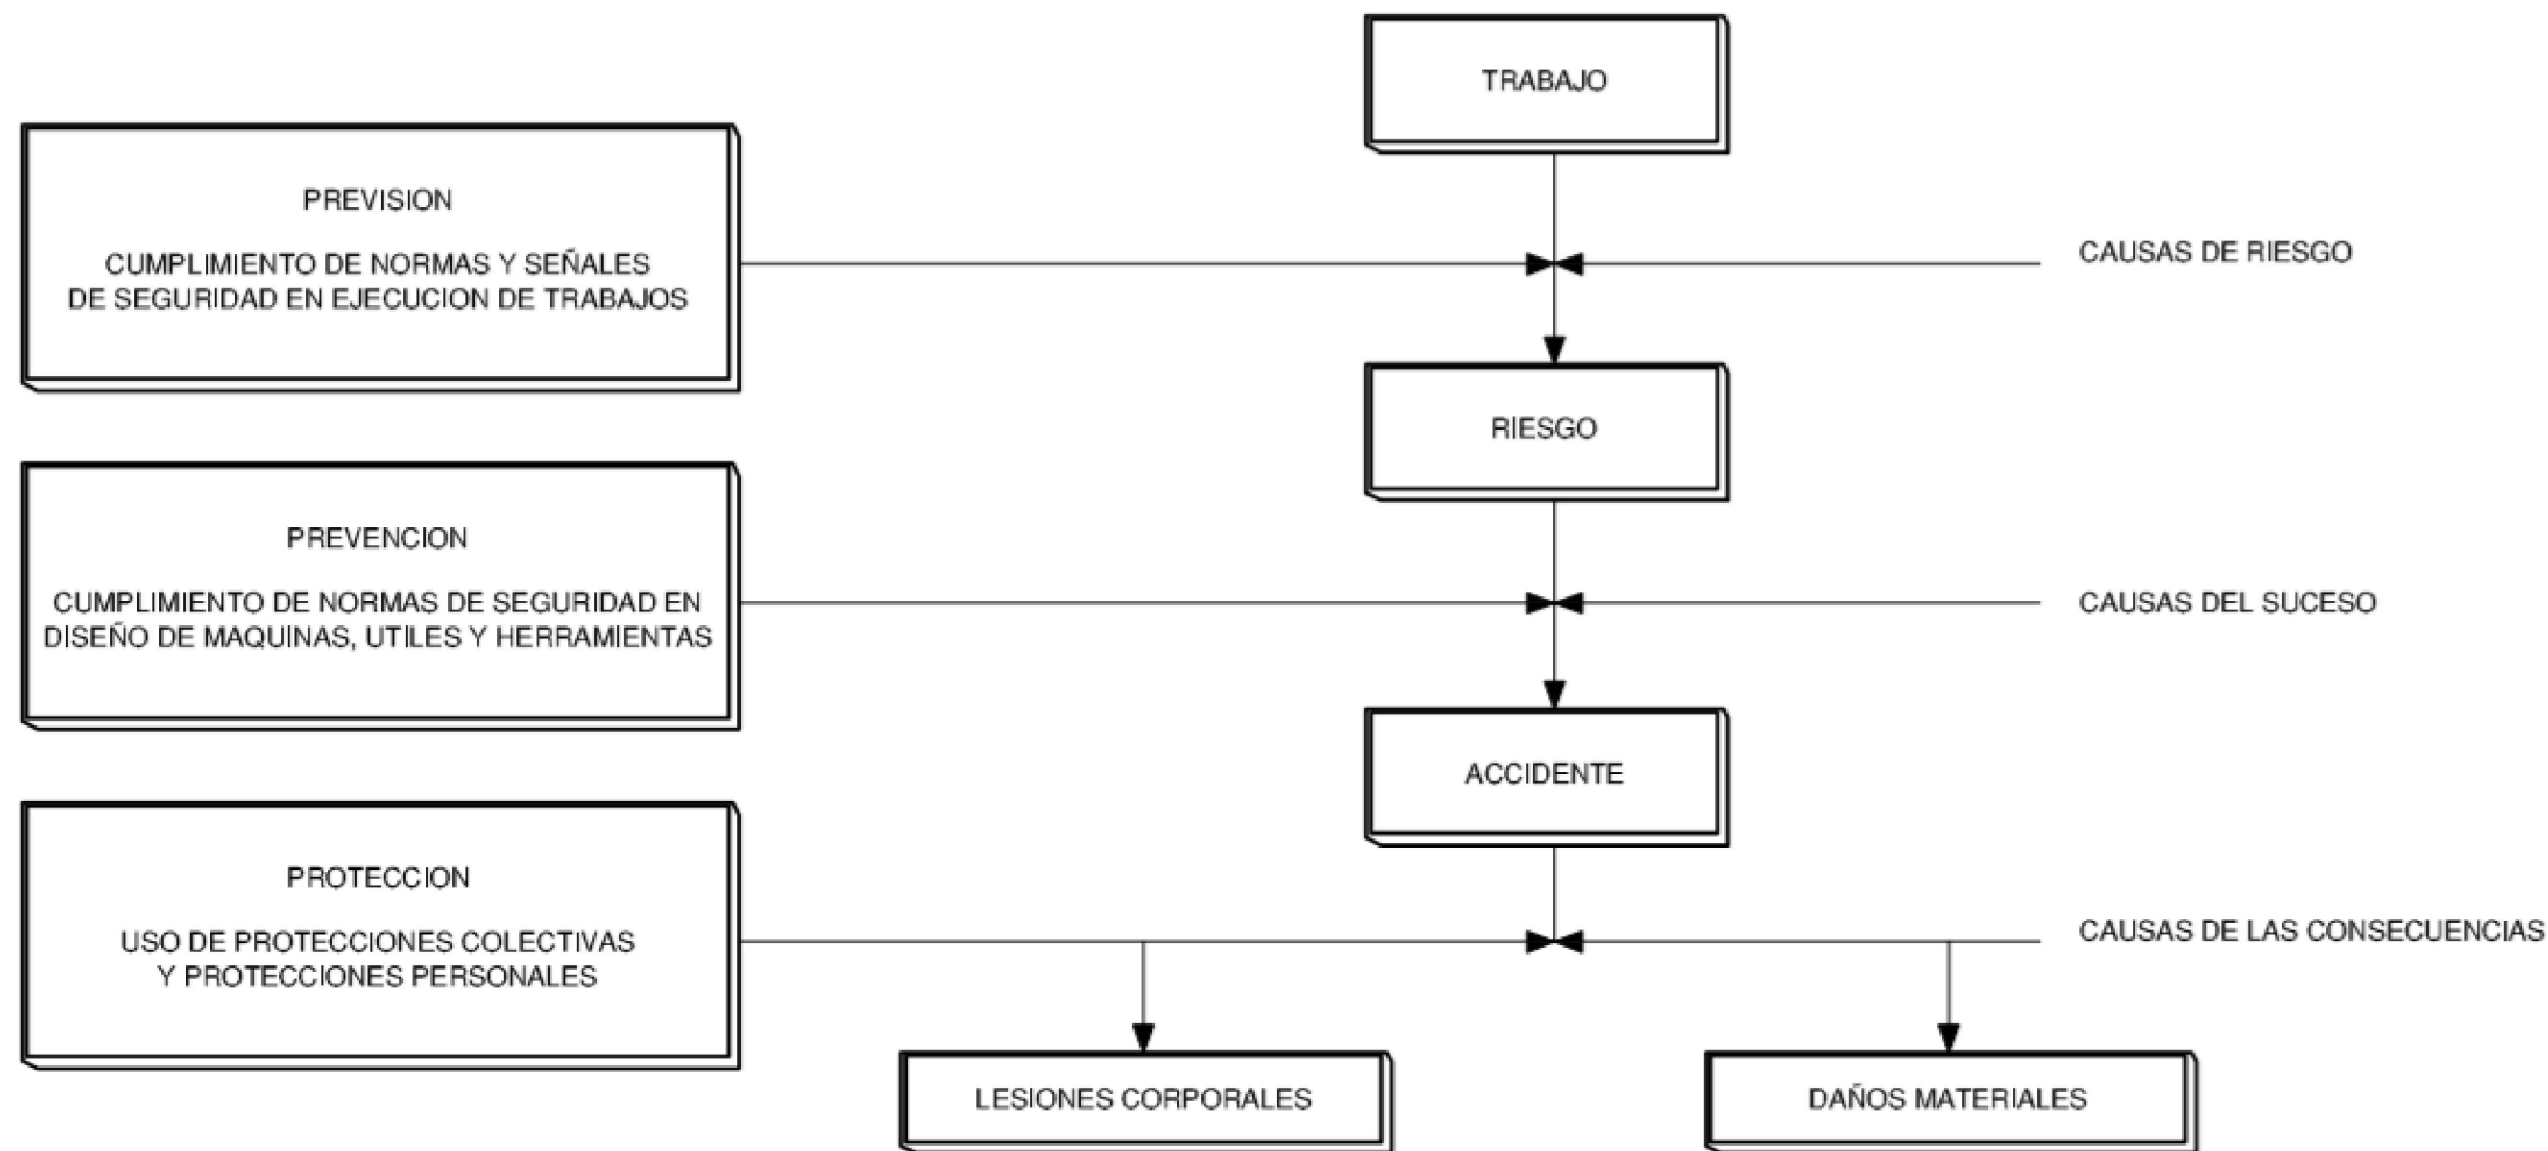 TRABAJO
PREVISION
CUMPLIMIENTO DE NORMAS Y SEÑALES
DE SEGURIDAD EN EJECUCION DE TRABAJOS
CAUSAS DE RIESGO
RIESGO
PREVENCION
CUMPLIMIENTO DE NORMAS DE SEGURIDAD EN
DISEÑO DE MAQUINAS, UTILES Y HERRAMIENTAS
CAUSAS DEL SUCESO
ACCIDENTE
PROTECCION
USO DE PROTECCIONES COLECTIVAS
Y PROTECCIONES PERSONALES
CAUSAS DE LAS CONSECUENCIAS
LESIONES CORPORALES
DAÑOS MATERIALES